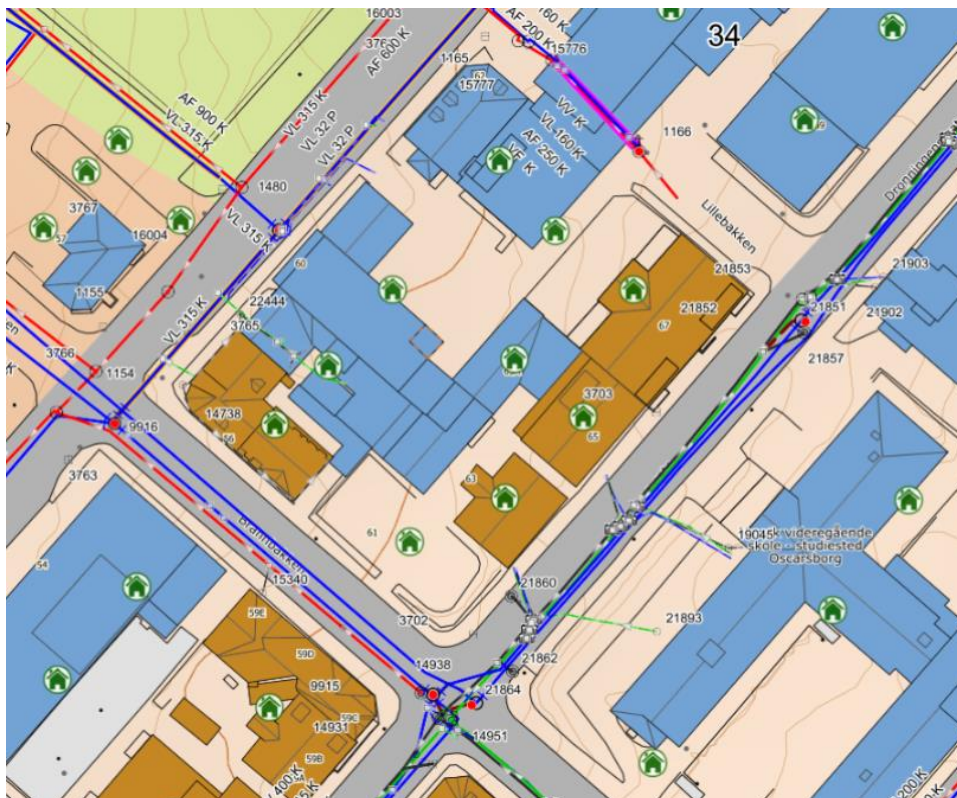 16003
34
160 K
AF 200 K
15776
AF 600 K
1165
62
15777
AF 900 K
VL 315 K
VL 315 K
VL 32 P
VL 32 P
VV K
VL 160 K
AF 250 K
VF K
1166
Dronningens
1480
3767
16004
57
VL 315 K
Lillebakken
60
21853
21903
1155
22444
21852
21851
21902
VL 315 K
3765
67
21857
3766
1154
3703
14738
9916
56
65
3763
63
Brannbakken
61
19045
k videregående
skole - studiested
Oscarsborg
54
15340
21860
59E
3702
21893
59D
14938
21862
9915
21864
59C
14931
14951
59B